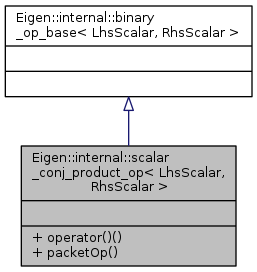 Eigen::internal::binary
_op_base< LhsScalar, RhsScalar >
Eigen::internal::scalar
_conj_product_op< LhsScalar,
RhsScalar >
+ operator()()
+ packetOp()